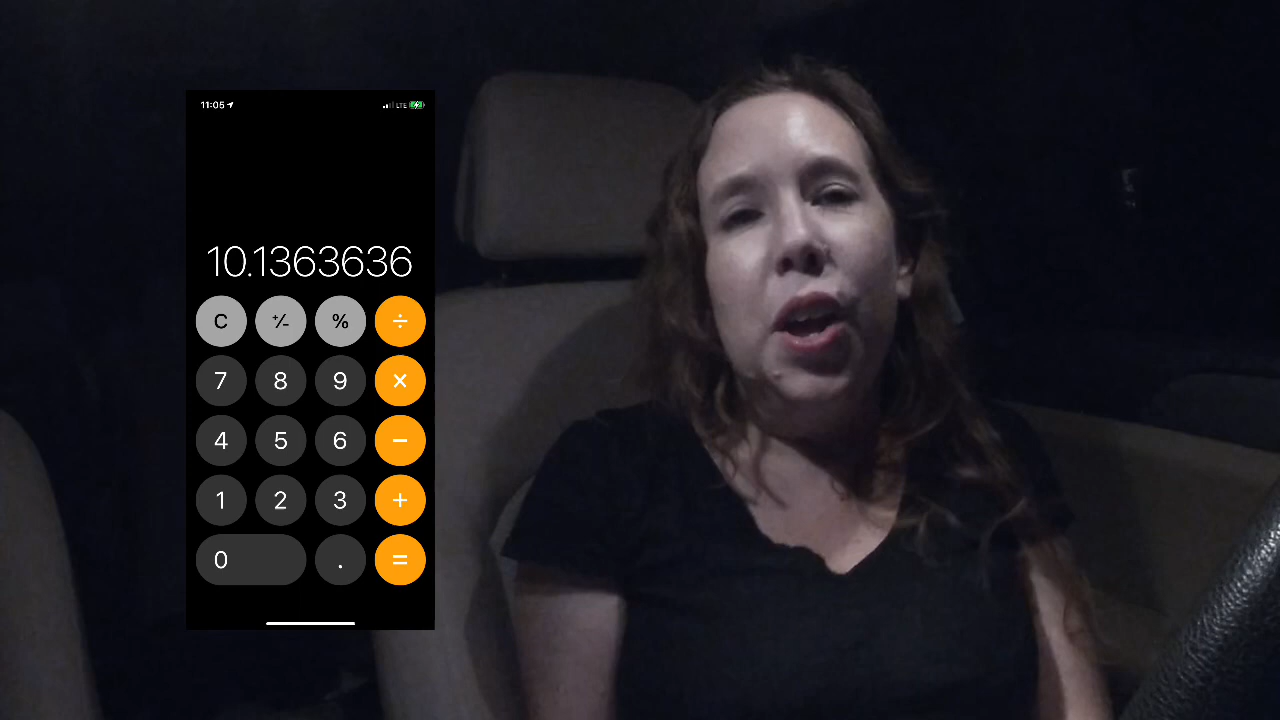 11:05 LTE
10.1363636
C ⁺∕₋ % ÷
7 8 9 ×
4 5 6 −
1 2 3 +
0 . =